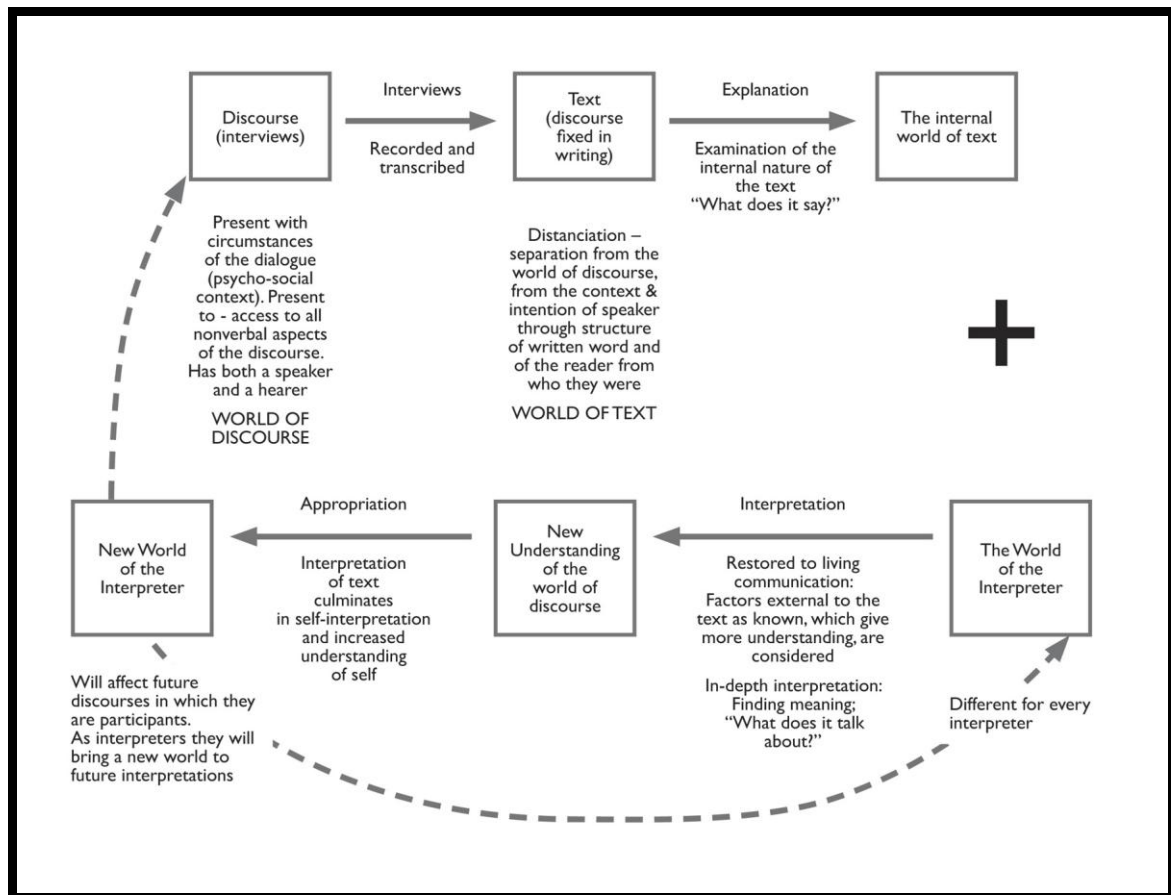 Discourse
(interviews)
Interviews
Recorded and
transcribed
Text
(discourse
fixed in
writing)
Explanation
Examination of the
internal nature of
the text
“What does it say?”
The internal
world of text
Present with
circumstances
of the dialogue
(psycho-social
context). Present
to - access to all
nonverbal aspects
of the discourse.
Has both a speaker
and a hearer
WORLD OF
DISCOURSE
Distanciation –
separation from the
world of discourse,
from the context &
intention of speaker
through structure
of written word and
of the reader from
who they were
WORLD OF TEXT
+
New World
of the
Interpreter
Appropriation
Interpretation
of text
culminates
in self-interpretation
and increased
understanding
of self
New
Understanding
of the
world of
discourse
Interpretation
Restored to living
communication:
Factors external to the
text as known, which give
more understanding, are
considered
In-depth interpretation:
Finding meaning;
“What does it talk
about?”
The World
of the
Interpreter
Will affect future
discourses in which they
are participants.
As interpreters they will
bring a new world to
future interpretations
Different for every
interpreter